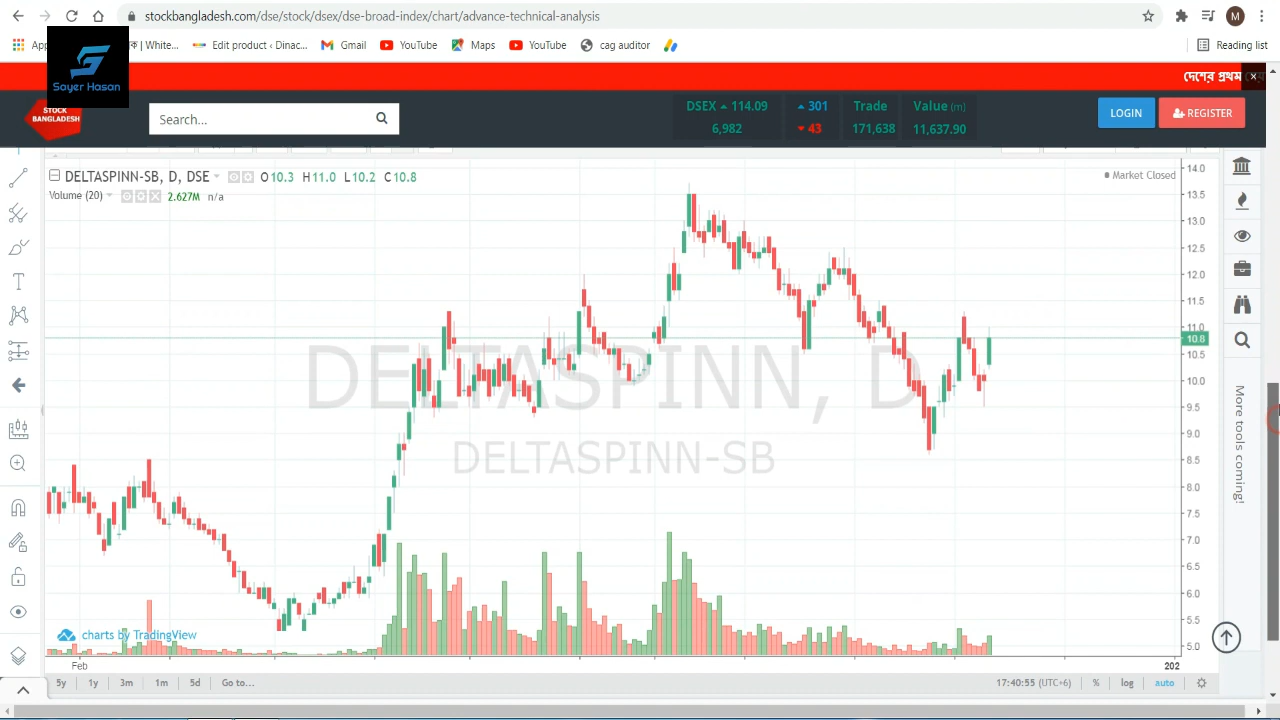 stockbangladesh.com/dse/stock/dsex/dse-broad-index/chart/advance-technical-analysis
M
| White...
Edit product ‹ Dinac...
Gmail
YouTube
Maps
YouTube
cag auditor
Reading list
Sayer Hasan
দেশের প্রথম
STOCK
BANGLADESH
Search...
DSEX 114.09
6,982
301
43
Trade
171,638
Value (m)
11,637.90
LOGIN
REGISTER
DELTASPINN-SB, D, DSE O10.3 H11.0 L10.2 C10.8
Volume (20) 2.627M n/a
Market Closed
DELTASPINN, D
DELTASPINN-SB
14.0
13.5
13.0
12.5
12.0
11.5
11.0
10.8
10.5
10.0
9.5
9.0
8.5
8.0
7.5
7.0
6.5
6.0
5.5
5.0
More tools coming!
charts by TradingView
Feb
202
5y 1y 3m 1m 5d Go to...
17:40:55 (UTC+6) % log auto